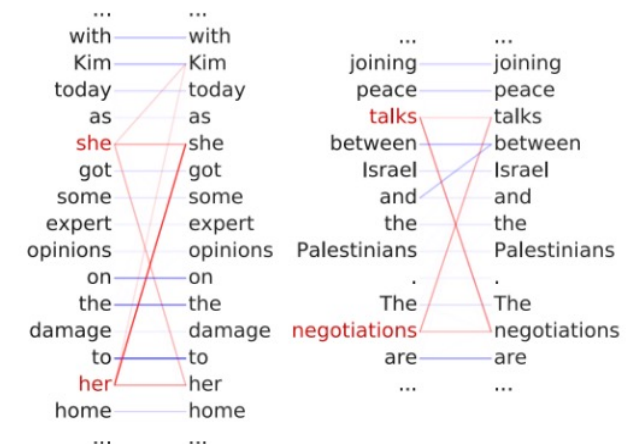 ... ...
with with
Kim Kim
today today
as as
she she
got got
some some
expert expert
opinions opinions
on on
the the
damage damage
to to
her her
home home
... ...
... ...
joining joining
peace peace
talks talks
between between
Israel Israel
and and
the the
Palestinians Palestinians
. .
The The
negotiations negotiations
are are
... ...